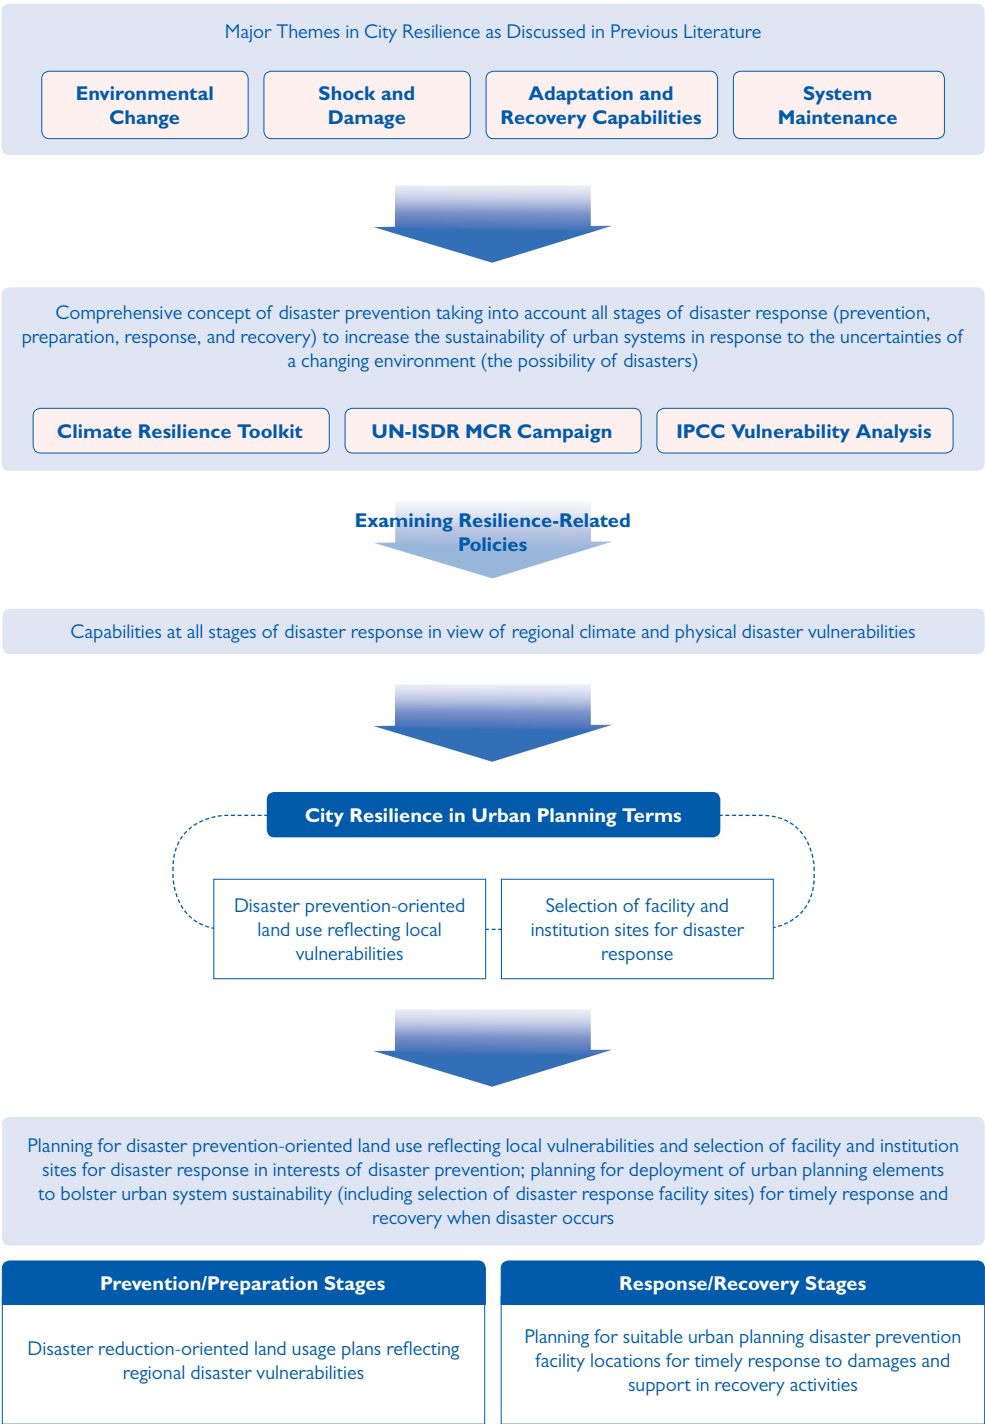 Major Themes in City Resilience as Discussed in Previous Literature
Environmental
Change
Shock and
Damage
Adaptation and
Recovery Capabilities
System
Maintenance
Comprehensive concept of disaster prevention taking into account all stages of disaster response (prevention,
preparation, response, and recovery) to increase the sustainability of urban systems in response to the uncertainties of
a changing environment (the possibility of disasters)
Climate Resilience Toolkit
UN-ISDR MCR Campaign
IPCC Vulnerability Analysis
Examining Resilience-Related
Policies
Capabilities at all stages of disaster response in view of regional climate and physical disaster vulnerabilities
City Resilience in Urban Planning Terms
Disaster prevention-oriented
land use reflecting local
vulnerabilities
Selection of facility and
institution sites for disaster
response
Planning for disaster prevention-oriented land use reflecting local vulnerabilities and selection of facility and institution
sites for disaster response in interests of disaster prevention; planning for deployment of urban planning elements
to bolster urban system sustainability (including selection of disaster response facility sites) for timely response and
recovery when disaster occurs
Prevention/Preparation Stages
Disaster reduction-oriented land usage plans reflecting
regional disaster vulnerabilities
Response/Recovery Stages
Planning for suitable urban planning disaster prevention
facility locations for timely response to damages and
support in recovery activities